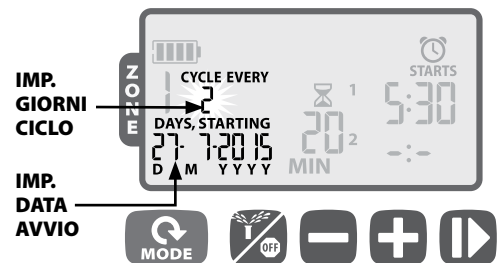 IMP.
GIORNI
CICLO
IMP.
DATA
AVVIO
ZONE
1
CYCLE EVERY
2
DAYS, STARTING
27- 7-2015
D M Y Y Y Y
1
20 2
MIN
STARTS
5:30
-:-
MODE
OFF